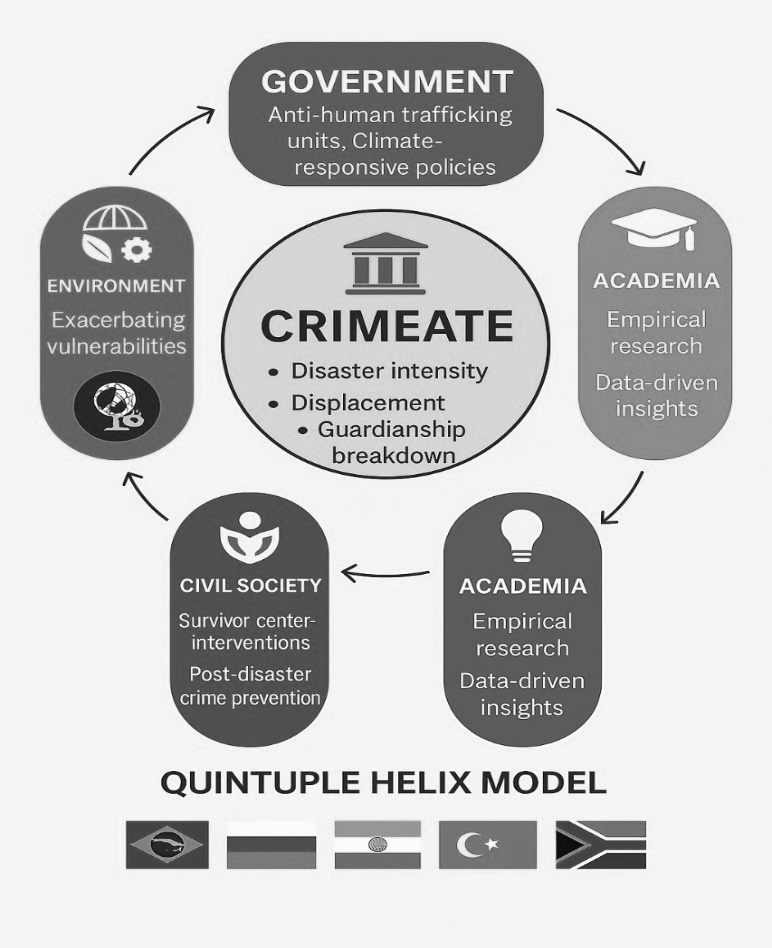 GOVERNMENT
Anti-human trafficking
units, Climate-
responsive policies
ENVIRONMENT
Exacerbating
vulnerabilities
CRIMEATE
• Disaster intensity
• Displacement
• Guardianship
breakdown
ACADEMIA
Empirical
research
Data-driven
insights
CIVIL SOCIETY
Survivor center-
interventions
Post-disaster
crime prevention
ACADEMIA
Empirical
research
Data-driven
insights
QUINTUPLE HELIX MODEL